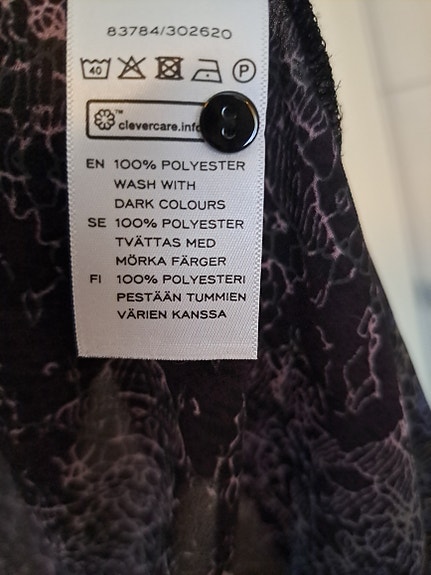 83784/302620
40 P
™ clevercare.info
EN 100% POLYESTER
WASH WITH
DARK COLOURS
SE 100% POLYESTER
TVÄTTAS MED
MÖRKA FÄRGER
FI 100% POLYESTERI
PESTÄÄN TUMMIEN
VÄRIEN KANSSA